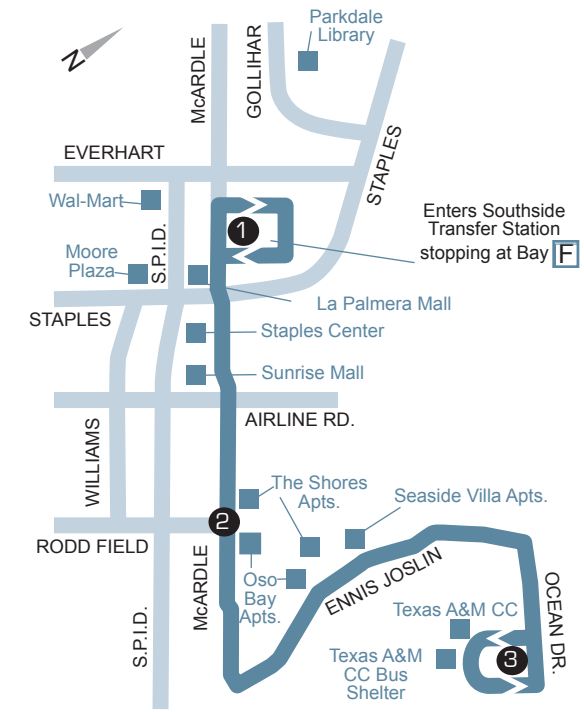 Parkdale
Library
N
McARDLE
GOLLIHAR
STAPLES
EVERHART
Wal-Mart
S.P.I.D.
1
Enters Southside
Transfer Station
stopping at Bay F
Moore
Plaza
La Palmera Mall
STAPLES
Staples Center
Sunrise Mall
AIRLINE RD.
WILLIAMS
The Shores
Apts.
Seaside Villa Apts.
2
RODD FIELD
McARDLE
Oso
Bay
Apts.
ENNIS JOSLIN
OCEAN DR.
S.P.I.D.
Texas A&M CC
Texas A&M
CC Bus
Shelter
3